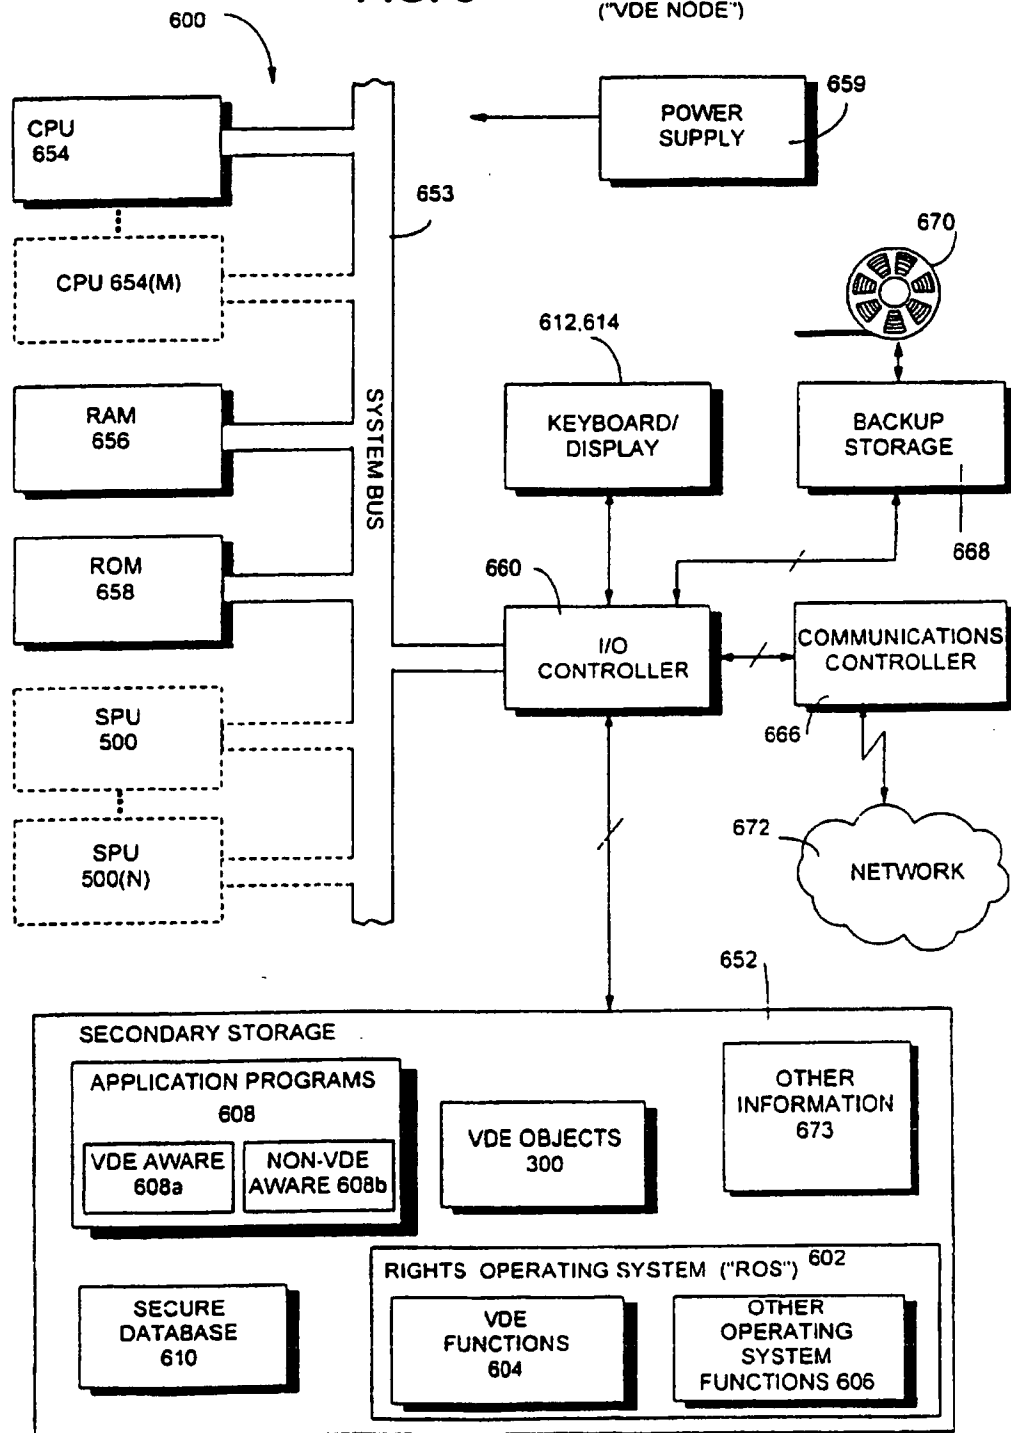 ("VDE NODE")
600
CPU
654
CPU 654(M)
RAM
656
ROM
658
SPU
500
SPU
500(N)
SYSTEM BUS
653
POWER
SUPPLY
659
670
612,614
KEYBOARD/
DISPLAY
BACKUP
STORAGE
668
660
I/O
CONTROLLER
COMMUNICATIONS
CONTROLLER
666
672
NETWORK
652
SECONDARY STORAGE
APPLICATION PROGRAMS
608
VDE AWARE
608a
NON-VDE
AWARE 608b
VDE OBJECTS
300
OTHER
INFORMATION
673
SECURE
DATABASE
610
RIGHTS OPERATING SYSTEM ("ROS") 602
VDE
FUNCTIONS
604
OTHER
OPERATING
SYSTEM
FUNCTIONS 606